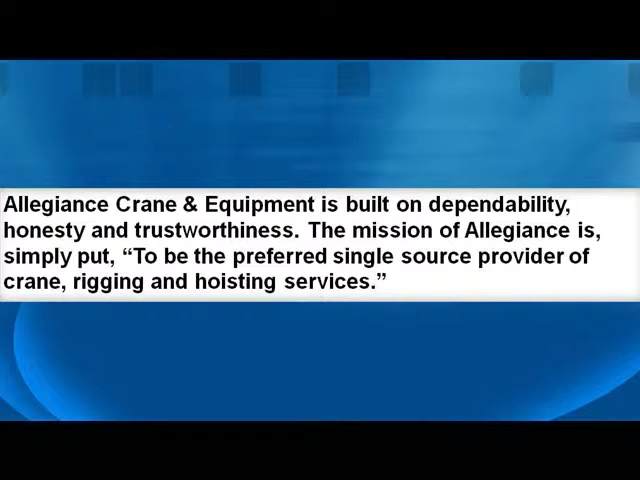 Allegiance Crane & Equipment is built on dependability,
honesty and trustworthiness. The mission of Allegiance is,
simply put, “To be the preferred single source provider of
crane, rigging and hoisting services.”